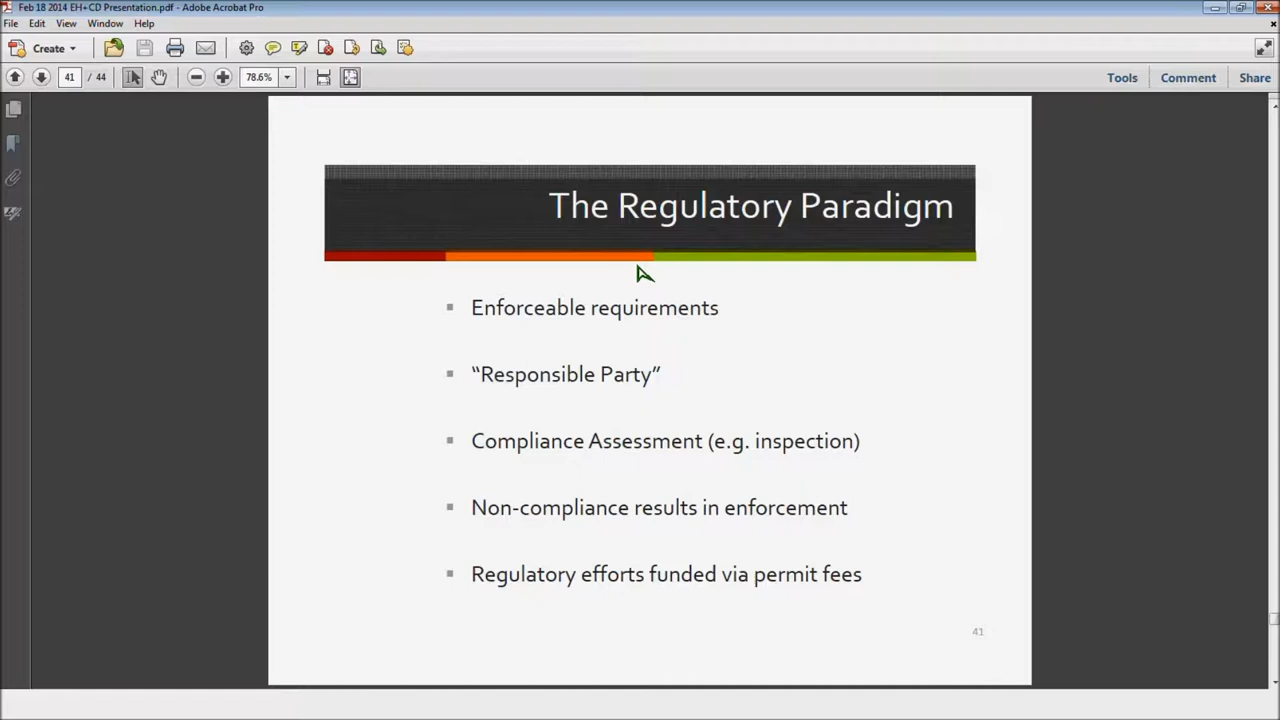 Feb 18 2014 EH+CD Presentation.pdf - Adobe Acrobat Pro
File Edit View Window Help
Create
41 / 44 78.6% Tools Comment Share
The Regulatory Paradigm
Enforceable requirements
“Responsible Party”
Compliance Assessment (e.g. inspection)
Non-compliance results in enforcement
Regulatory efforts funded via permit fees
41